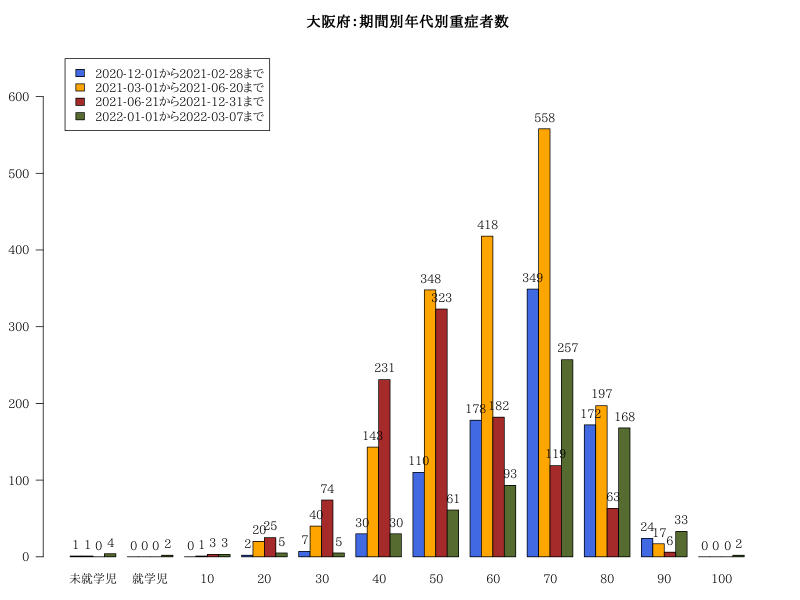 大阪府：期間別年代別重症者数
2020-12-01から2021-02-28まで
2021-03-01から2021-06-20まで
2021-06-21から2021-12-31まで
2022-01-01から2022-03-07まで
600
500
400
300
200
100
0
1 1 0 4
0 0 0 2
0 1 3 3
2 20 25 5
7 40 74 5
30 143 231 30
110 348 323 61
178 418 182 93
349 558 119 257
172 197 63 168
24 17 6 33
0 0 0 2
未就学児 就学児 10 20 30 40 50 60 70 80 90 100